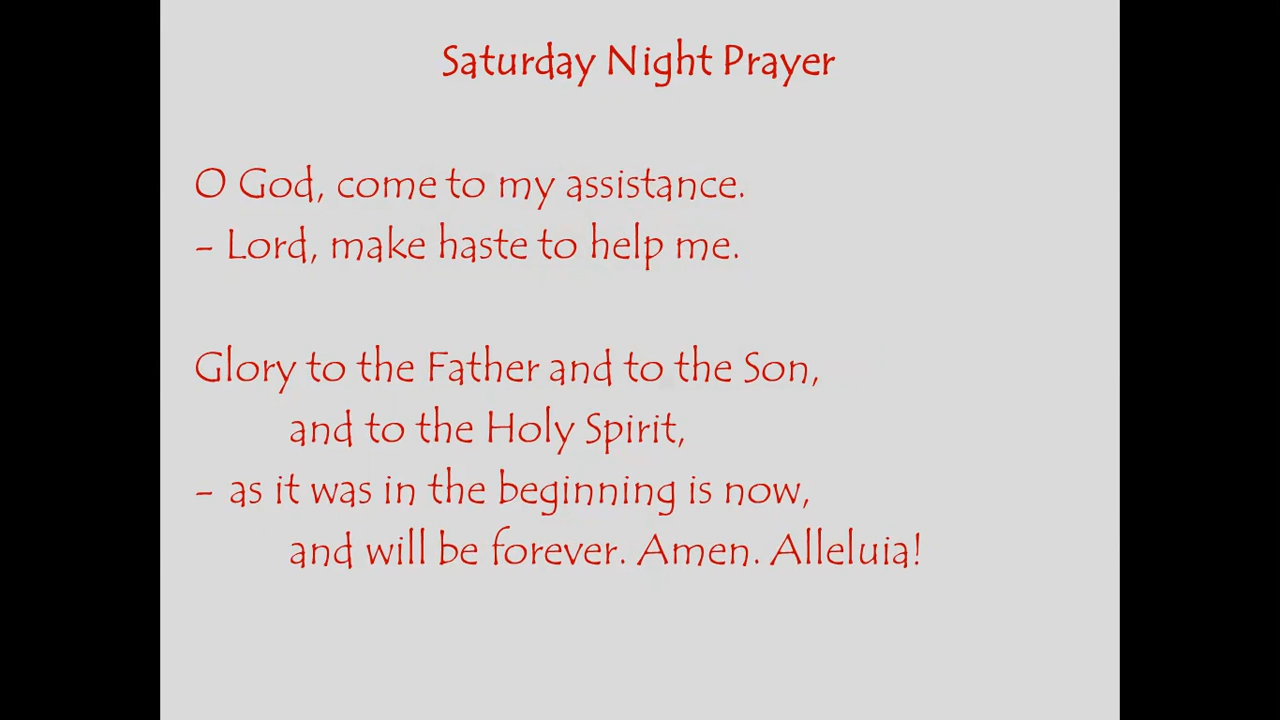 Saturday Night Prayer
O God, come to my assistance.
– Lord, make haste to help me.
Glory to the Father and to the Son,
and to the Holy Spirit,
– as it was in the beginning is now,
and will be forever. Amen. Alleluia!